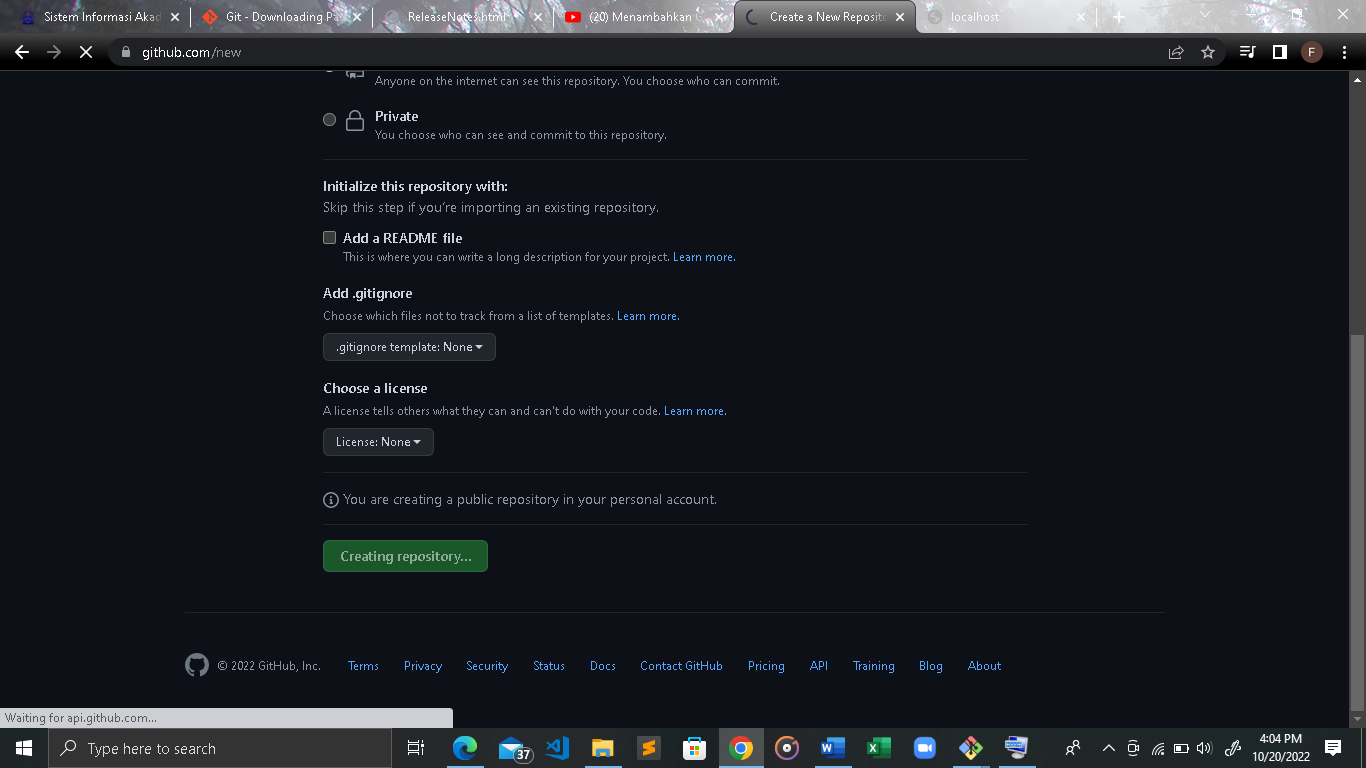 Sistem Informasi Akad
Git - Downloading Pa
ReleaseNotes.html
(20) Menambahkan
Create a New Reposito
localhost
github.com/new
F
Anyone on the internet can see this repository. You choose who can commit.
Private
You choose who can see and commit to this repository.
Initialize this repository with:
Skip this step if you're importing an existing repository.
Add a README file
This is where you can write a long description for your project. Learn more.
Add .gitignore
Choose which files not to track from a list of templates. Learn more.
.gitignore template: None
Choose a license
A license tells others what they can and can't do with your code. Learn more.
License: None
You are creating a public repository in your personal account.
Creating repository...
© 2022 GitHub, Inc. Terms Privacy Security Status Docs Contact GitHub Pricing API Training Blog About
Waiting for api.github.com...
Type here to search
37
4:04 PM
10/20/2022